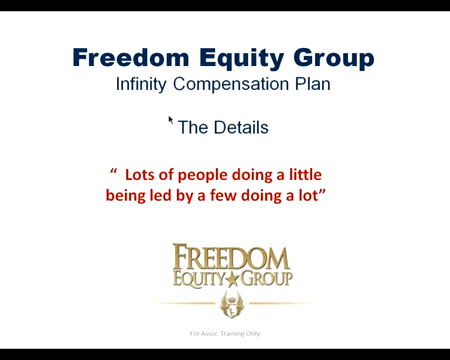 Freedom Equity Group
Infinity Compensation Plan
The Details
“ Lots of people doing a little
being led by a few doing a lot”
FREEDOM
EQUITY GROUP
For Assoc. Training Only